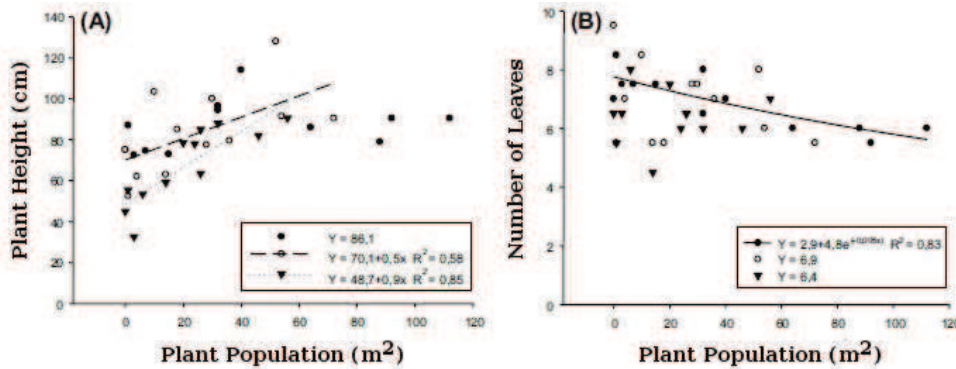 (A)
Plant Height (cm)
140
120
100
80
60
40
20
0
Y = 86,1
Y = 70,1+0,5x R² = 0,58
Y = 48,7+0,9x R² = 0,85
0 20 40 60 80 100 120
Plant Population (m²)
(B)
Number of Leaves
10
8
6
4
2
0
Y = 2,9+4,8e R² = 0,83
Y = 6,9
Y = 6,4
0 20 40 60 80 100 120
Plant Population (m²)